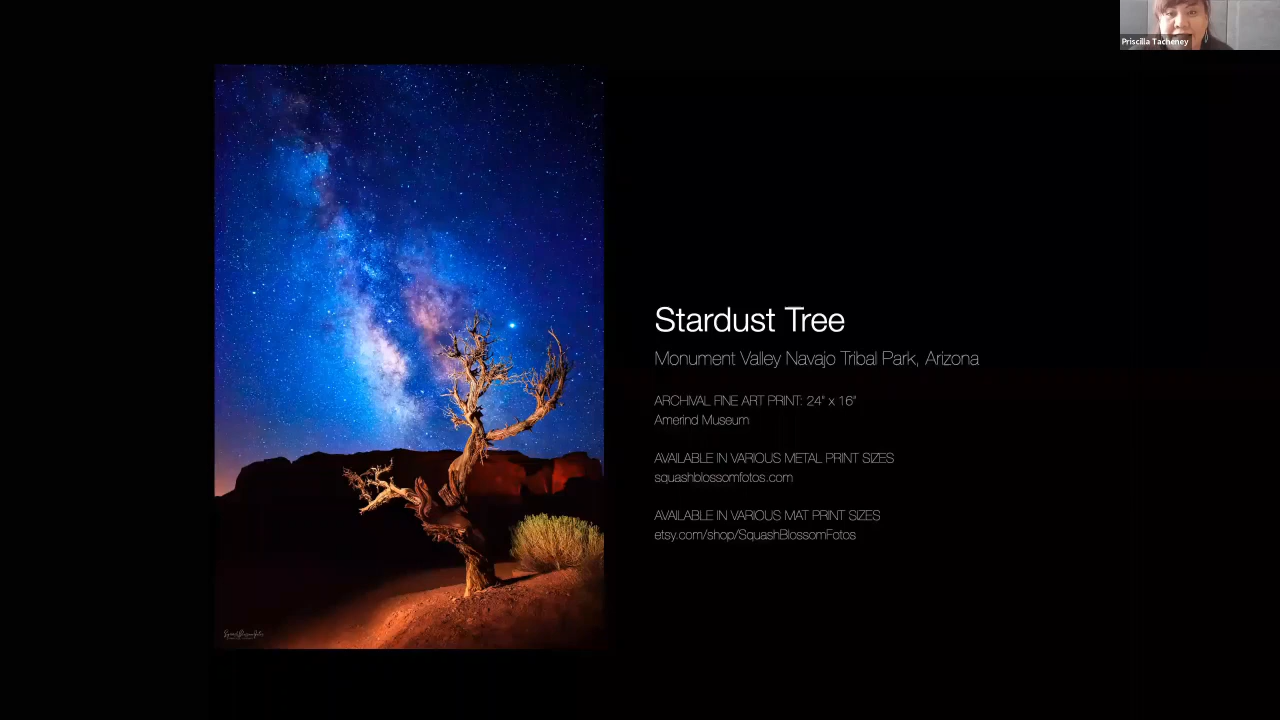 Priscilla Tacheney
Stardust Tree
Monument Valley Navajo Tribal Park, Arizona
ARCHIVAL FINE ART PRINT: 24" x 16"
Amerind Museum
AVAILABLE IN VARIOUS METAL PRINT SIZES
squashblossomfotos.com
AVAILABLE IN VARIOUS MAT PRINT SIZES
etsy.com/shop/SquashBlossomFotos
SquashBlossomFotos